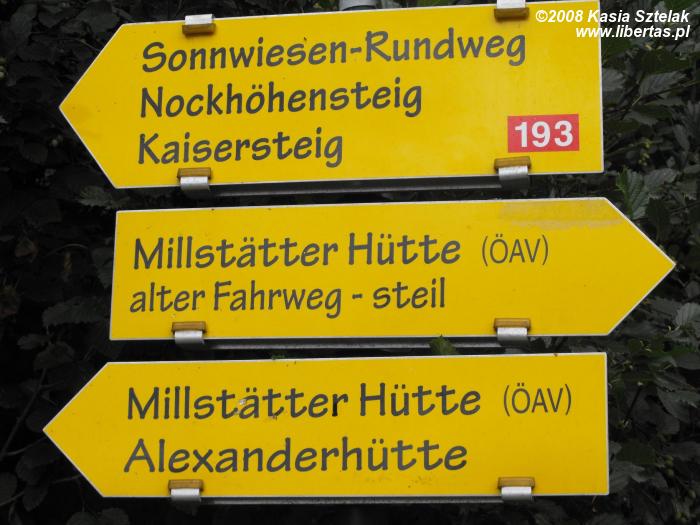 ©2008 Kasia Sztelak
www.libertas.pl
Sonnwiesen-Rundweg
Nockhöhensteig
Kaisersteig
193
Millstätter Hütte (ÖAV)
alter Fahrweg - steil
Millstätter Hütte (ÖAV)
Alexanderhütte